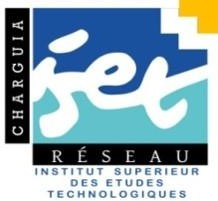 CHARGUIA
iset
RÉSEAU
INSTITUT SUPERIEUR
DES ETUDES
TECHNOLOGIQUES